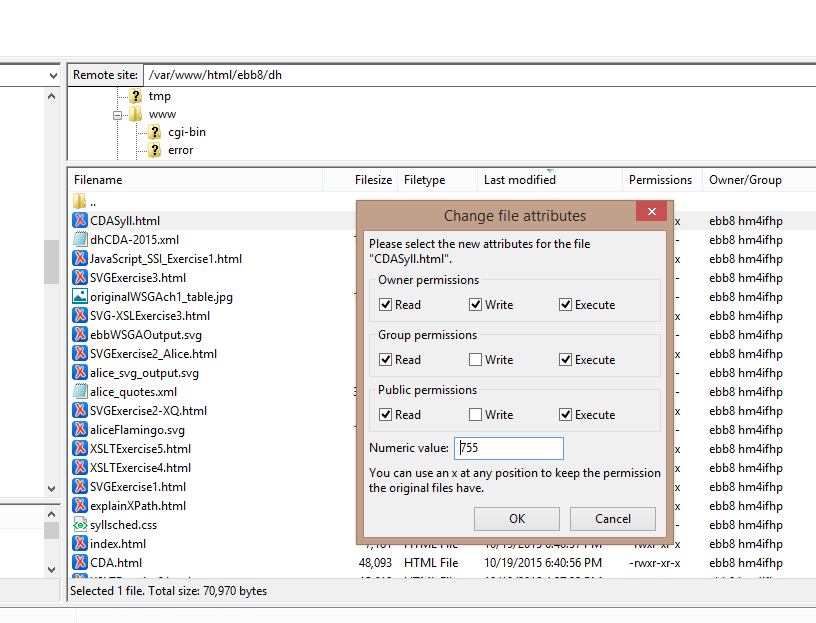 Remote site: /var/www/html/ebb8/dh
tmp
www
cgi-bin
error
Filename Filesize Filetype Last modified Permissions Owner/Group
..
CDASyll.html x ebb8 hm4ifhp
dhCDA-2015.xml - ebb8 hm4ifhp
JavaScript_SSI_Exercise1.html x ebb8 hm4ifhp
SVGExercise3.html x ebb8 hm4ifhp
originalWSGAch1_table.jpg - ebb8 hm4ifhp
SVG-XSLExercise3.html x ebb8 hm4ifhp
ebbWSGAOutput.svg - ebb8 hm4ifhp
SVGExercise2_Alice.html x ebb8 hm4ifhp
alice_svg_output.svg - ebb8 hm4ifhp
alice_quotes.xml - ebb8 hm4ifhp
SVGExercise2-XQ.html x ebb8 hm4ifhp
aliceFlamingo.svg - ebb8 hm4ifhp
XSLTExercise5.html x ebb8 hm4ifhp
XSLTExercise4.html x ebb8 hm4ifhp
SVGExercise1.html x ebb8 hm4ifhp
explainXPath.html x ebb8 hm4ifhp
syllsched.css - ebb8 hm4ifhp
index.html HTML File -rwxr-xr-x ebb8 hm4ifhp
CDA.html 48,093 HTML File 10/19/2015 6:40:56 PM -rwxr-xr-x ebb8 hm4ifhp
Selected 1 file. Total size: 70,970 bytes
Change file attributes
Please select the new attributes for the file
"CDASyll.html".
Owner permissions
Read Write Execute
Group permissions
Read Write Execute
Public permissions
Read Write Execute
Numeric value: 755
You can use an x at any position to keep the permission
the original files have.
OK Cancel